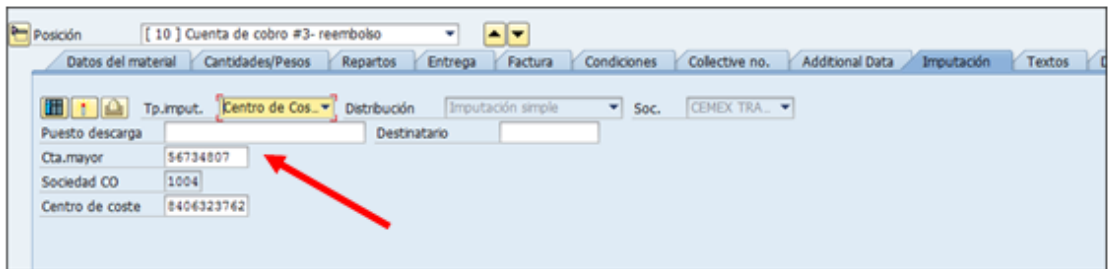 Posición [ 10 ] Cuenta de cobro #3- reembolso
Datos del material Cantidades/Pesos Repartos Entrega Factura Condiciones Collective no. Additional Data Imputación Textos
Tp.imput. Centro de Cos.. Distribución Imputación simple Soc. CEMEX TRA..
Puesto descarga Destinatario
Cta.mayor 56734807
Sociedad CO 1004
Centro de coste 8406323762